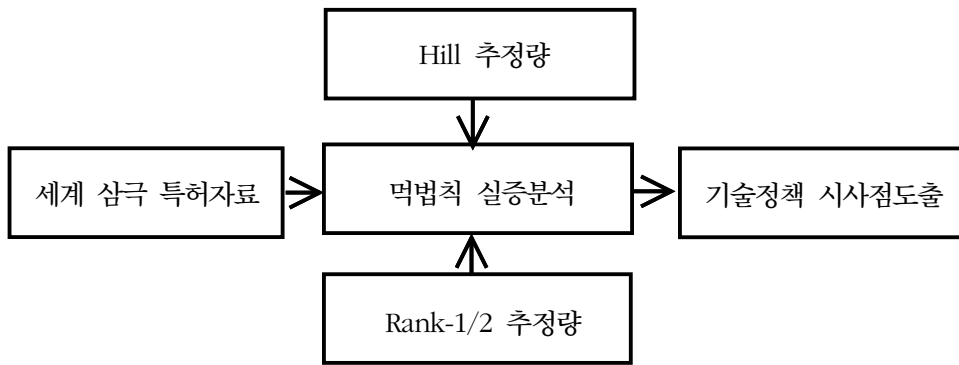 Hill 추정량
세계 삼극 특허자료
먹법칙 실증분석
기술정책 시사점도출
Rank-1/2 추정량